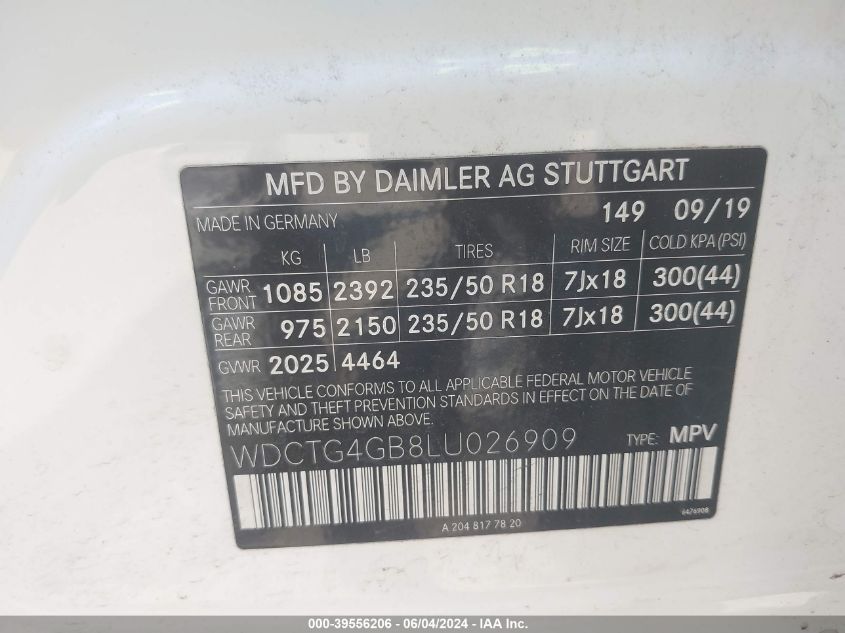 MFD BY DAIMLER AG STUTTGART
MADE IN GERMANY 149 09/19
KG LB TIRES RIM SIZE COLD KPA (PSI)
GAWR FRONT 1085 2392 235/50 R18 7Jx18 300(44)
GAWR REAR 975 2150 235/50 R18 7Jx18 300(44)
GVWR 2025 4464
THIS VEHICLE CONFORMS TO ALL APPLICABLE FEDERAL MOTOR VEHICLE
SAFETY AND THEFT PREVENTION STANDARDS IN EFFECT ON THE DATE OF
MANUFACTURE
WDCTG4GB8LU026909 TYPE: MPV
A 204 817 78 20 6476908
000-39556206 - 06/04/2024 - IAA Inc.